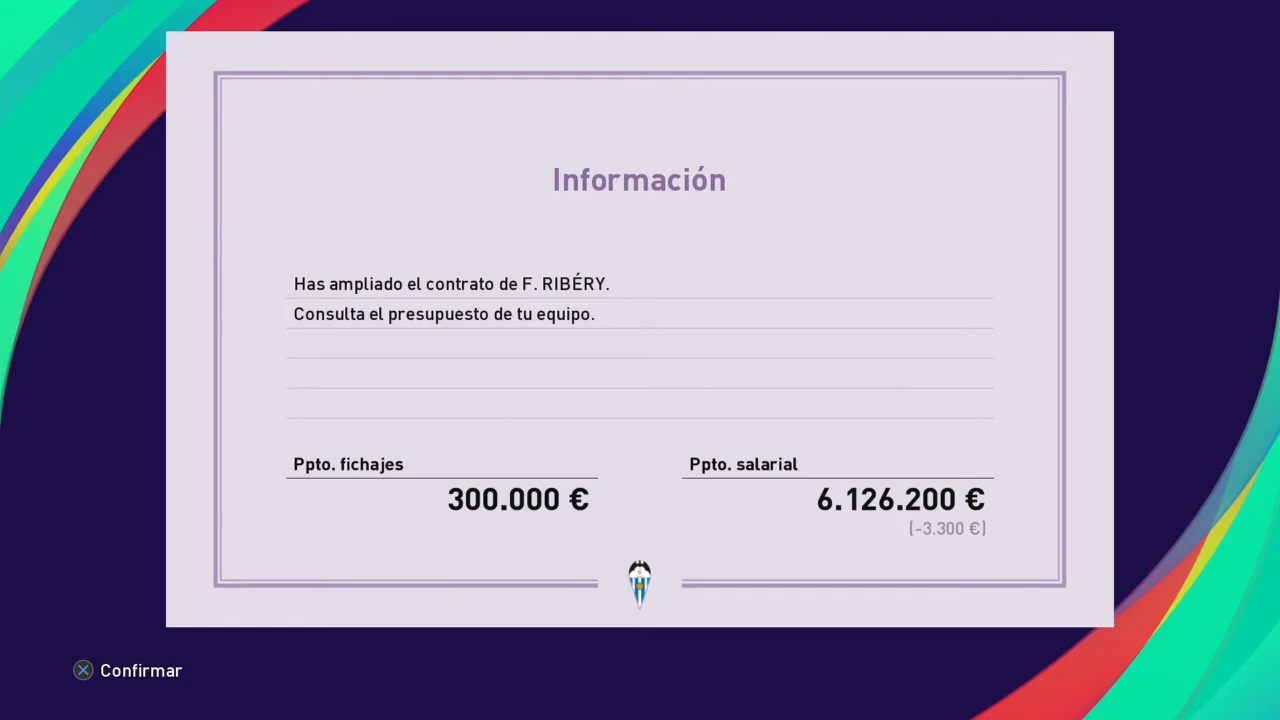 Información
Has ampliado el contrato de F. RIBÉRY.
Consulta el presupuesto de tu equipo.
Ppto. fichajes
300.000 €
Ppto. salarial
6.126.200 €
(-3.300 €)
Confirmar